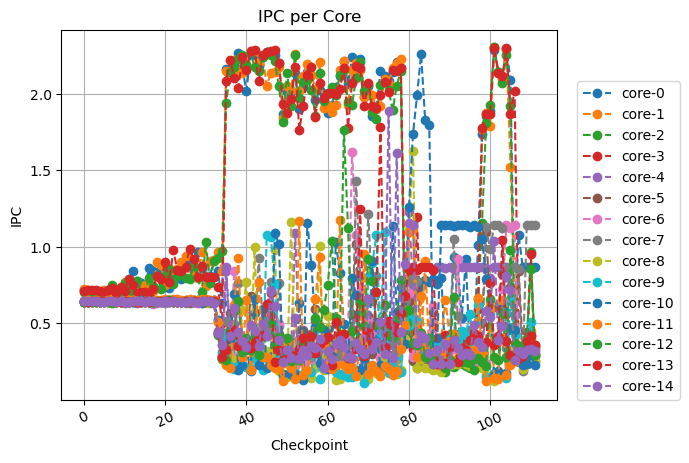 IPC per Core
IPC
2.0
1.5
1.0
0.5
0
20
40
60
80
100
Checkpoint
core-0
core-1
core-2
core-3
core-4
core-5
core-6
core-7
core-8
core-9
core-10
core-11
core-12
core-13
core-14